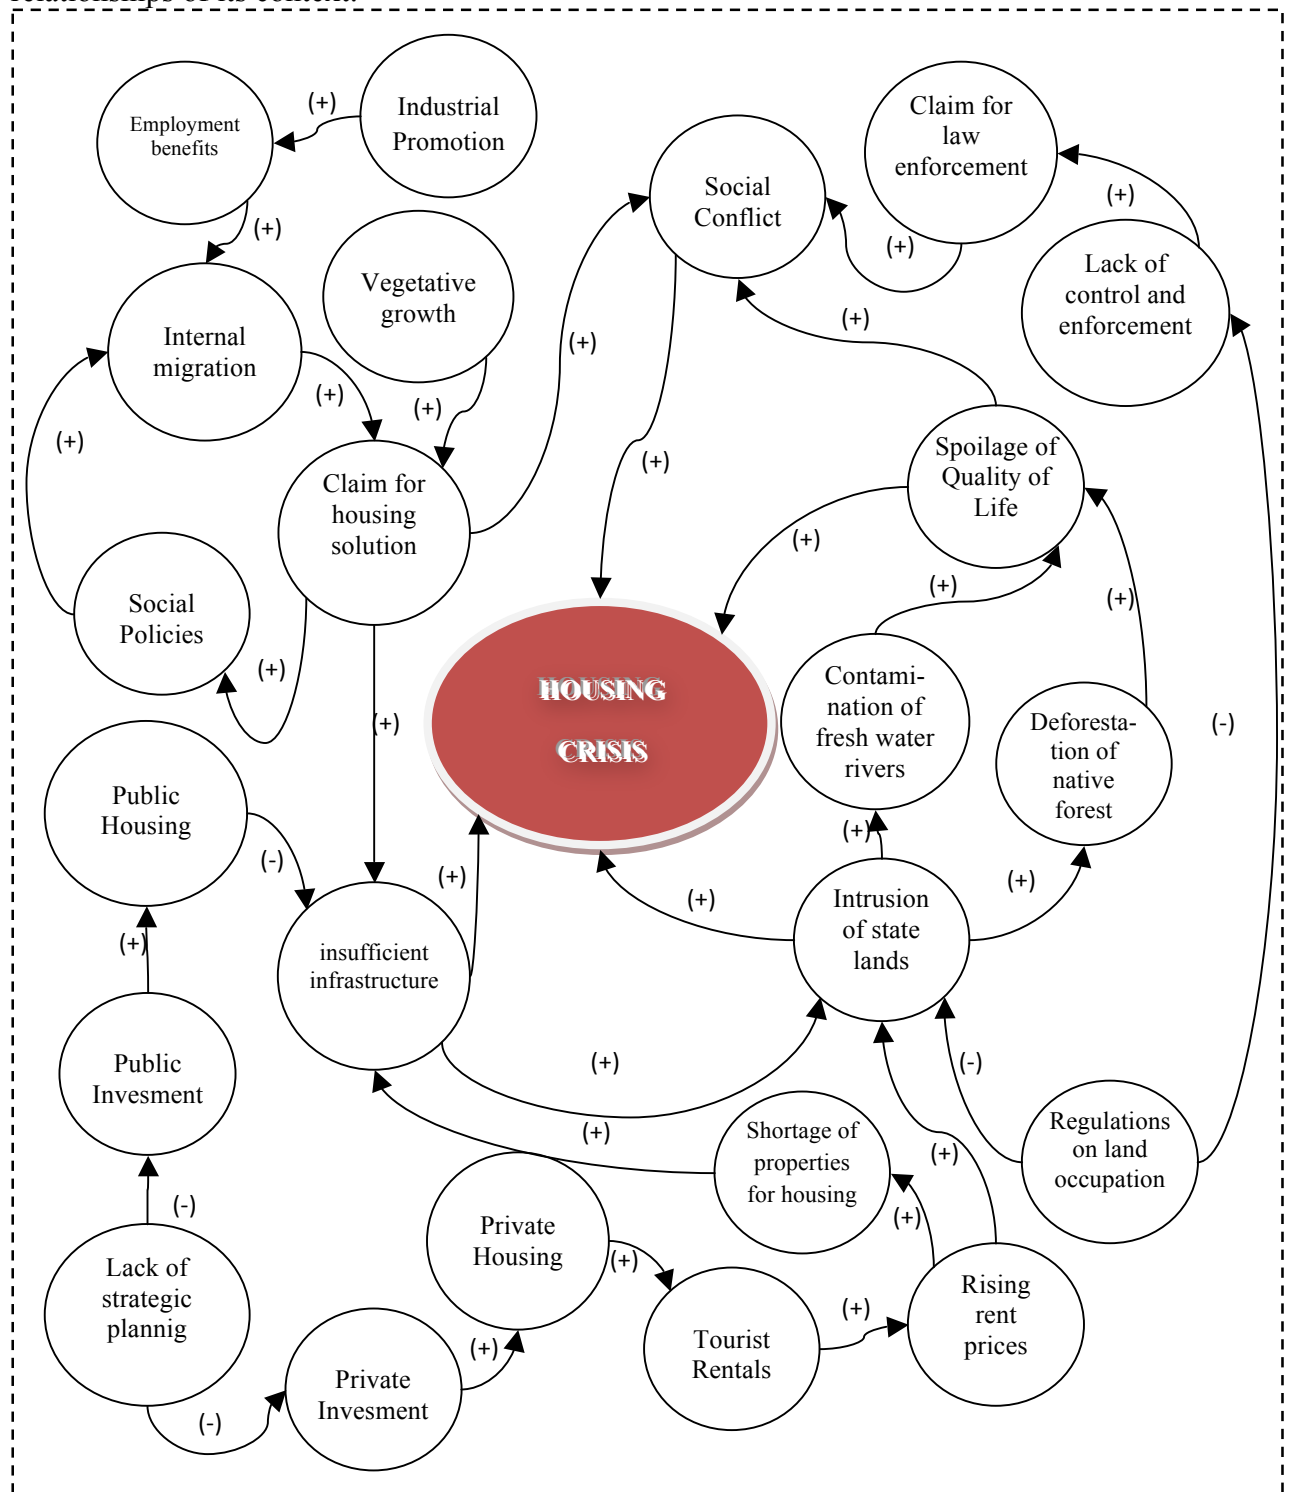 relationships of its context.
Employment
benefits
(+)
Industrial
Promotion
(+)
Social
Conflict
Claim for
law
enforcement
(+)
(+)
Lack of
control and
enforcement
Vegetative
growth
Internal
migration
(+)
(+)
(+)
(+)
(+)
(+)
Claim for
housing
solution
(+)
Spoilage of
Quality of
Life
(+)
(+)
(+)
Social
Policies
(+)
(+)
HOUSING
CRISIS
Contami-
nation of
fresh water
rivers
Deforesta-
tion of
native
forest
(-)
Public
Housing
(-)
(+)
(+)
(+)
(+)
(+)
Intrusion
of state
lands
insufficient
infrastructure
Public
Invesment
(+)
(-)
(+)
Shortage of
properties
for housing
(+)
Regulations
on land
occupation
(-)
Lack of
strategic
plannig
Private
Housing
(+)
(+)
Rising
rent
prices
(+)
Tourist
Rentals
(+)
Private
Invesment
(-)